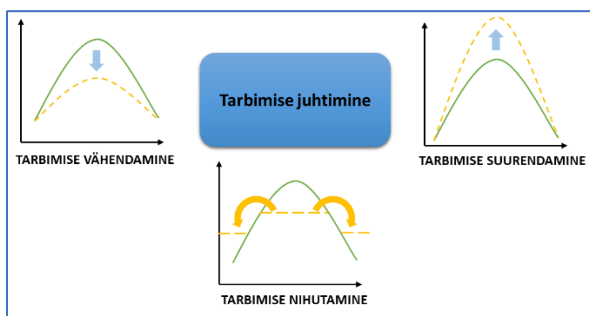 Tarbimise juhtimine
TARBIMISE VÄHENDAMINE
TARBIMISE SUURENDAMINE
TARBIMISE NIHUTAMINE